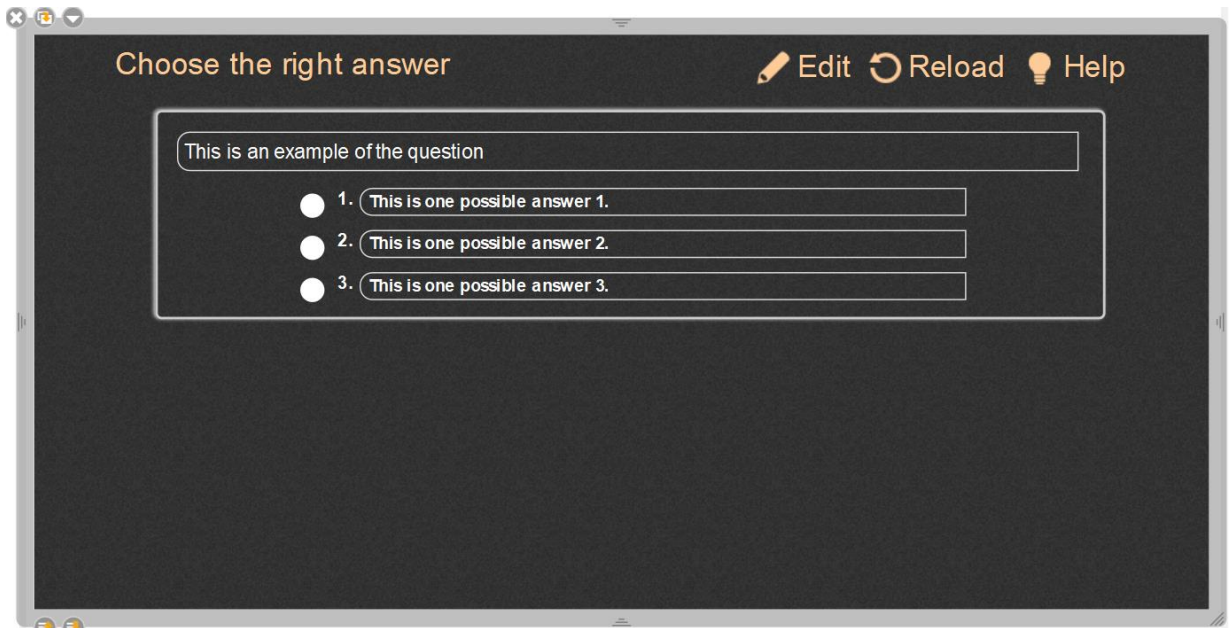 Choose the right answer Edit Reload Help
This is an example of the question
1. This is one possible answer 1.
2. This is one possible answer 2.
3. This is one possible answer 3.